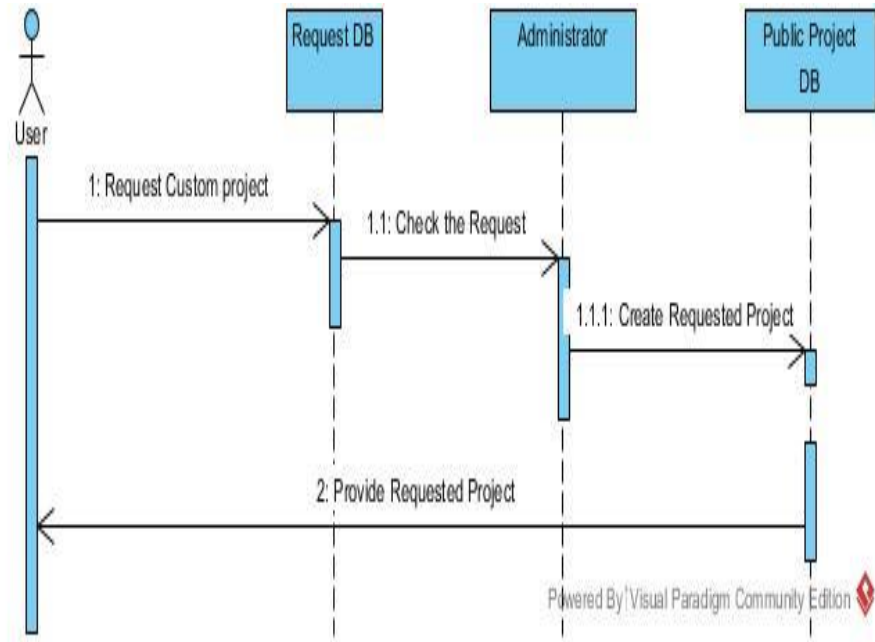 Request DB
Administrator
Public Project
DB
User
1: Request Custom project
1.1: Check the Request
1.1.1: Create Requested Project
2: Provide Requested Project
Powered By Visual Paradigm Community Edition